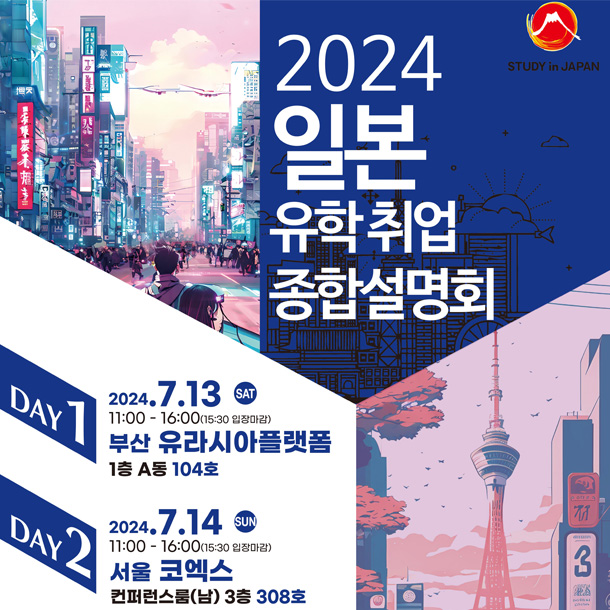 STUDY in JAPAN
2024
일본
유학 취업
종합설명회
DAY 1
2024.7.13 SAT
11:00 - 16:00(15:30 입장마감)
부산 유라시아플랫폼
1층 A동 104호
DAY 2
2024.7.14 SUN
11:00 - 16:00(15:30 입장마감)
서울 코엑스
컨퍼런스룸(남) 3층 308호